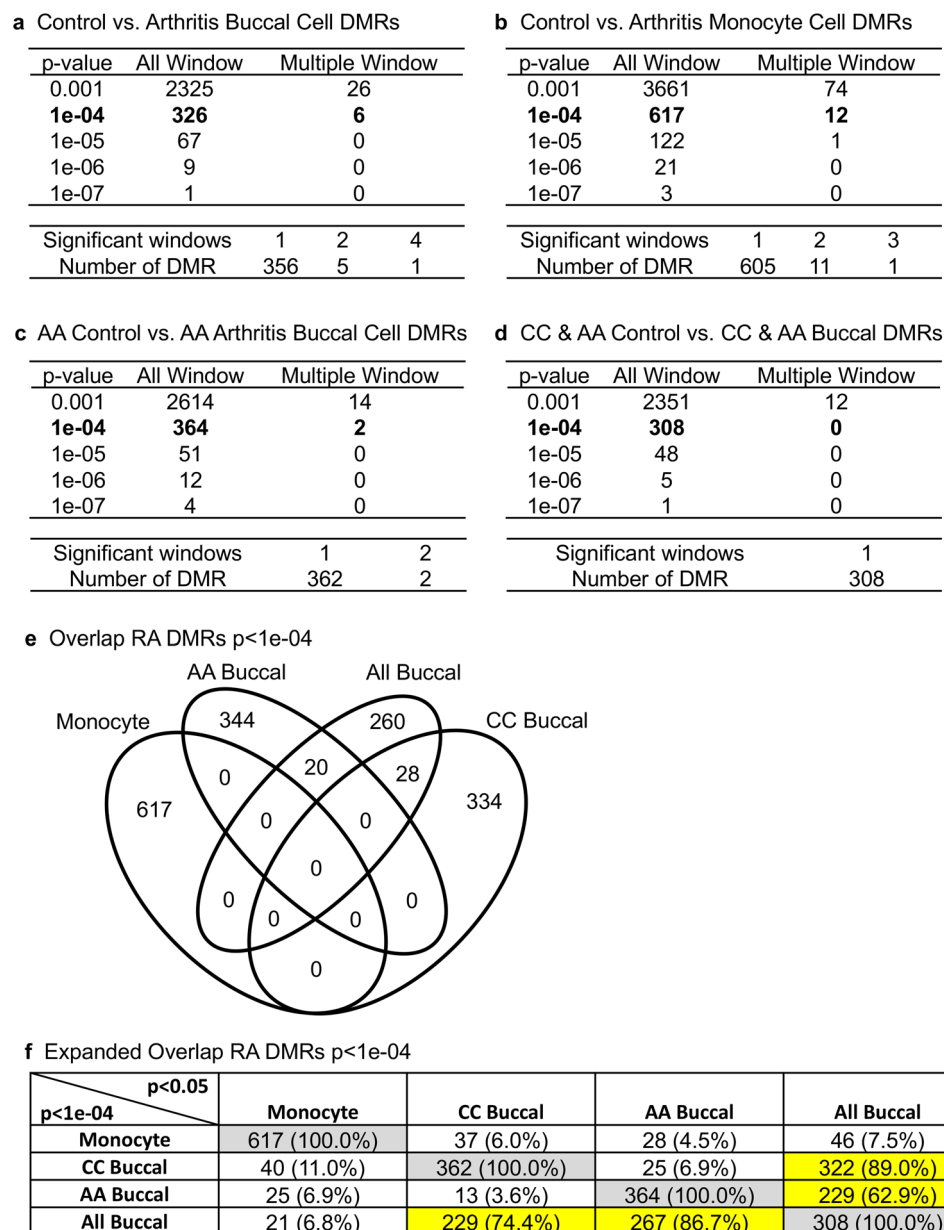 a Control vs. Arthritis Buccal Cell DMRs
p-value All Window Multiple Window
0.001 2325 26
1e-04 326 6
1e-05 67 0
1e-06 9 0
1e-07 1 0
Significant windows 1 2 4
Number of DMR 356 5 1
b Control vs. Arthritis Monocyte Cell DMRs
p-value All Window Multiple Window
0.001 3661 74
1e-04 617 12
1e-05 122 1
1e-06 21 0
1e-07 3 0
Significant windows 1 2 3
Number of DMR 605 11 1
c AA Control vs. AA Arthritis Buccal Cell DMRs
p-value All Window Multiple Window
0.001 2614 14
1e-04 364 2
1e-05 51 0
1e-06 12 0
1e-07 4 0
Significant windows 1 2
Number of DMR 362 2
d CC & AA Control vs. CC & AA Buccal DMRs
p-value All Window Multiple Window
0.001 2351 12
1e-04 308 0
1e-05 48 0
1e-06 5 0
1e-07 1 0
Significant windows 1
Number of DMR 308
e Overlap RA DMRs p<1e-04
AA Buccal All Buccal
Monocyte CC Buccal
344 260
0 20 28
617 334
0 0
0
0 0
0 0
0
f Expanded Overlap RA DMRs p<1e-04
p<0.05
p<1e-04 Monocyte CC Buccal AA Buccal All Buccal
Monocyte 617 (100.0%) 37 (6.0%) 28 (4.5%) 46 (7.5%)
CC Buccal 40 (11.0%) 362 (100.0%) 25 (6.9%) 322 (89.0%)
AA Buccal 25 (6.9%) 13 (3.6%) 364 (100.0%) 229 (62.9%)
All Buccal 21 (6.8%) 229 (74.4%) 267 (86.7%) 308 (100.0%)